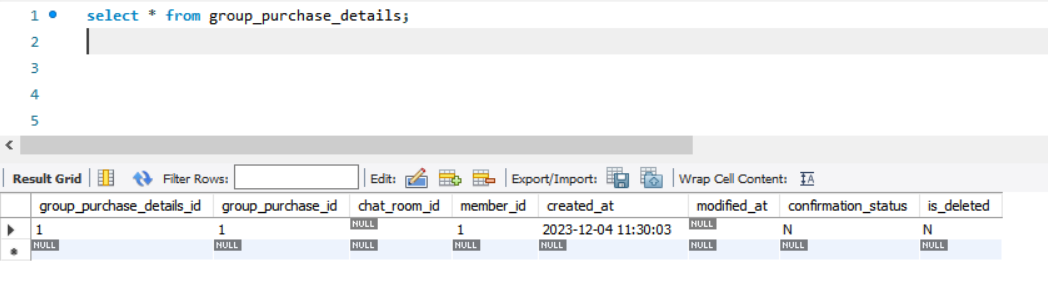 1 select * from group_purchase_details;
2
3
4
5
Result Grid Filter Rows: Edit: Export/Import: Wrap Cell Content: IA
group_purchase_details_id group_purchase_id chat_room_id member_id created_at modified_at confirmation_status is_deleted
1 1 NULL 1 2023-12-04 11:30:03 NULL N N
NULL NULL NULL NULL NULL NULL NULL NULL